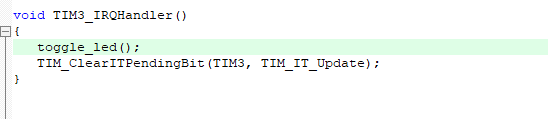 void TIM3_IRQHandler()
{
toggle_led();
TIM_ClearITPendingBit(TIM3, TIM_IT_Update);
}